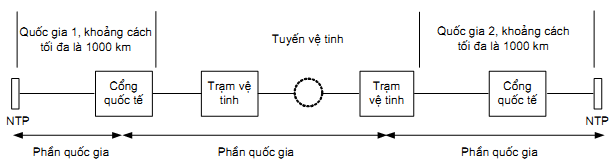 Quốc gia 1, khoảng cách
tối đa là 1000 km
Tuyến vệ tinh
Quốc gia 2, khoảng cách
tối đa là 1000 km
Cổng
quốc tế
Trạm vệ
tinh
Trạm
vệ tinh
Cổng
quốc tế
NTP
NTP
Phần quốc gia
Phần quốc gia
Phần quốc gia